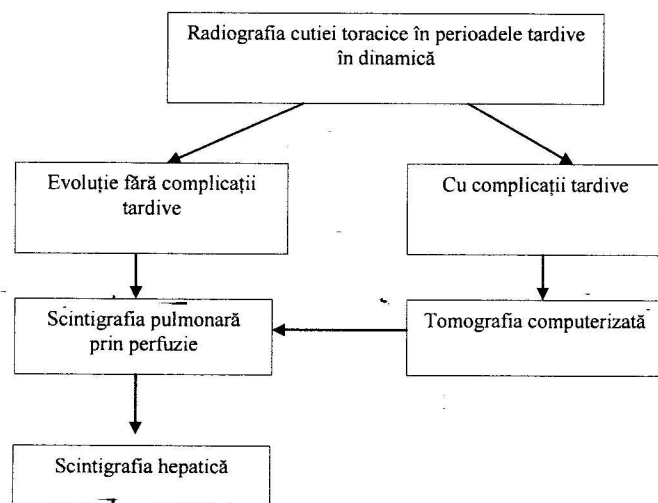 Radiografia cutiei toracice în perioadele tardive
în dinamică
Evoluție fără complicații
tardive
Cu complicații tardive
Scintigrafia pulmonară
prin perfuzie
Tomografia computerizată
Scintigrafia hepatică